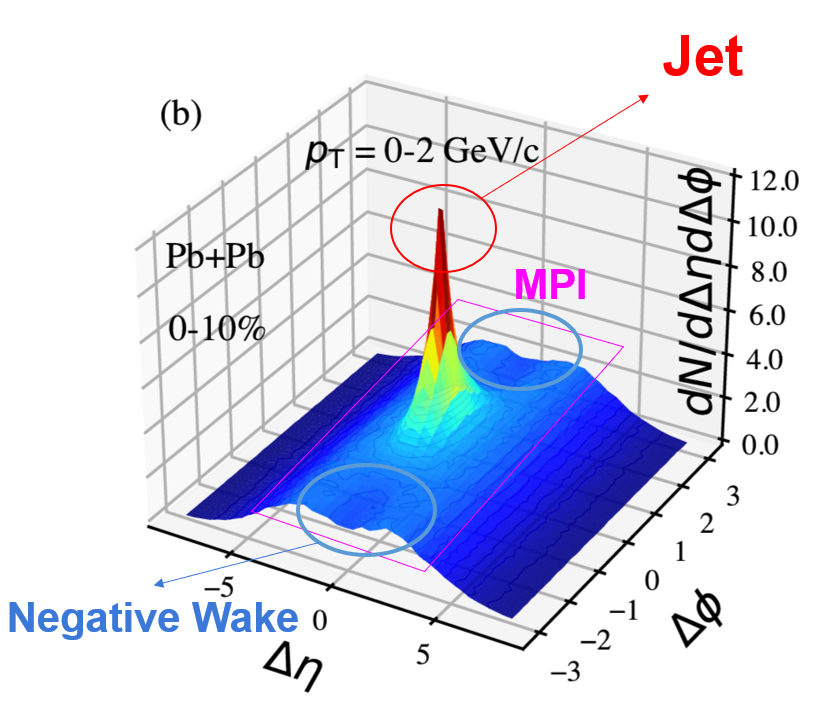 Jet
(b)
pT = 0-2 GeV/c
Pb+Pb
0-10%
MPI
Negative Wake
dN/dΔηdΔϕ
12.0
10.0
8.0
6.0
4.0
2.0
0.0
−5
0
5
Δη
3
2
1
0
−1
−2
−3
Δϕ